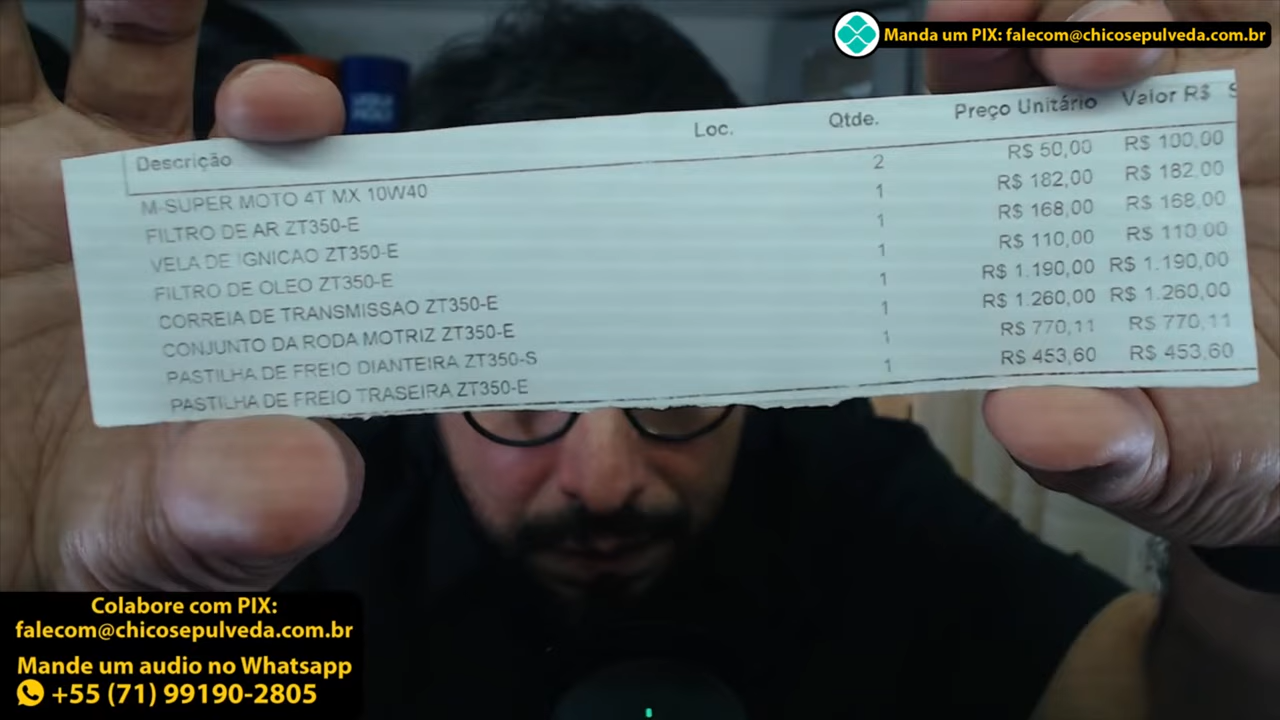 Manda um PIX: falecom@chicosepulveda.com.br
Descrição Loc. Qtde. Preço Unitário Valor R$ S
M-SUPER MOTO 4T MX 10W40 2 R$ 50,00 R$ 100,00
FILTRO DE AR ZT350-E 1 R$ 182,00 R$ 182,00
VELA DE IGNICAO ZT350-E 1 R$ 168,00 R$ 168,00
FILTRO DE OLEO ZT350-E 1 R$ 110,00 R$ 110,00
CORREIA DE TRANSMISSAO ZT350-E 1 R$ 1.190,00 R$ 1.190,00
CONJUNTO DA RODA MOTRIZ ZT350-E 1 R$ 1.260,00 R$ 1.260,00
PASTILHA DE FREIO DIANTEIRA ZT350-S 1 R$ 770,11 R$ 770,11
PASTILHA DE FREIO TRASEIRA ZT350-E 1 R$ 453,60 R$ 453,60
Colabore com PIX:
falecom@chicosepulveda.com.br
Mande um audio no Whatsapp
+55 (71) 99190-2805